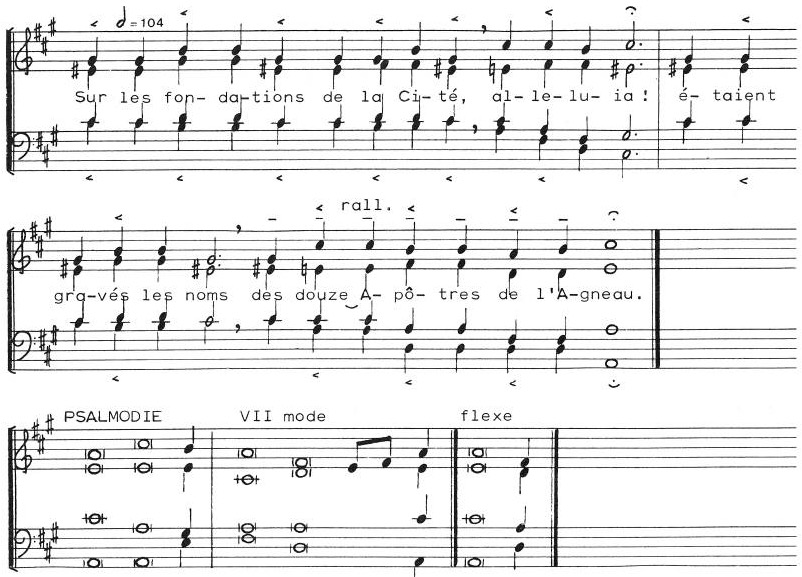 𝅗𝅥 = 104
Sur les fon- da-tions de la Ci-té, al-le-lu-ia! é-taient
rall.
gra-vés les noms des douze‿A-pô-tres de l'A-gneau.
PSALMODIE VII mode flexe